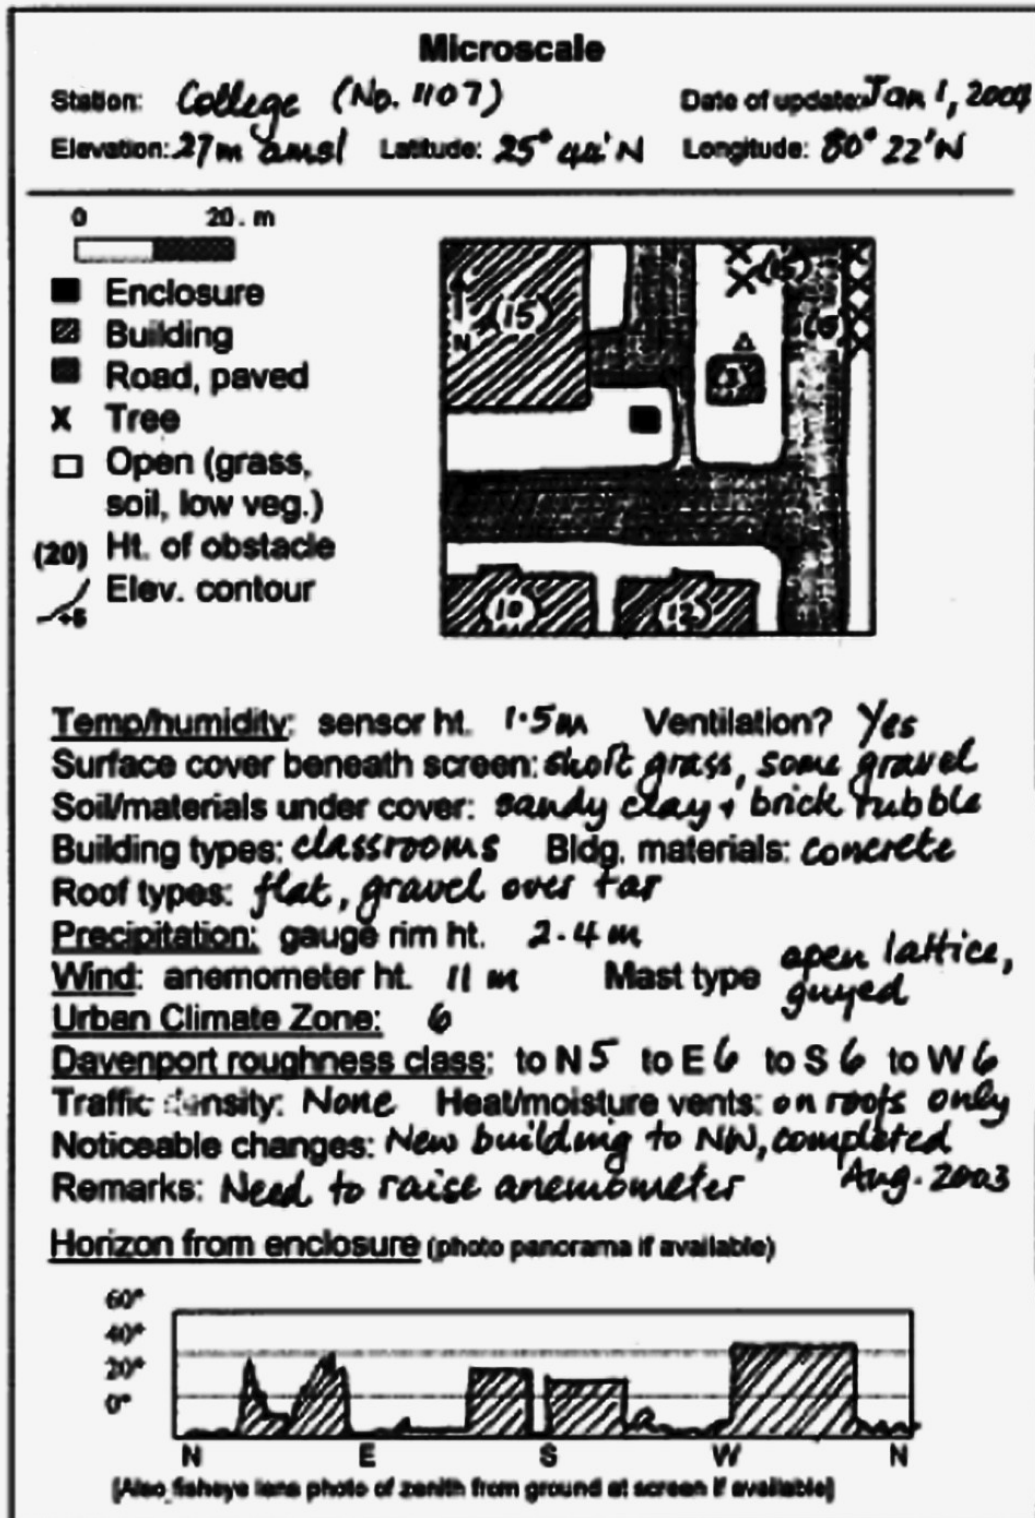 Microscale
Station: College (No. 1107) Date of update: Jan 1, 2004
Elevation: 27m amsl Latitude: 25° 44' N Longitude: 80° 22' N
0 20. m
Enclosure
Building
Road, paved
X Tree
Open (grass,
soil, low veg.)
(20) Ht. of obstacle
+5 Elev. contour
(15)
(15)
N
(3)
(10)
(12)
Temp/humidity: sensor ht. 1.5m Ventilation? Yes
Surface cover beneath screen: short grass, some gravel
Soil/materials under cover: sandy clay + brick rubble
Building types: classrooms Bldg. materials: concrete
Roof types: flat, gravel over tar
Precipitation: gauge rim ht. 2.4 m
Wind: anemometer ht. 11 m Mast type open lattice,
guyed
Urban Climate Zone: 6
Davenport roughness class: to N 5 to E 6 to S 6 to W 6
Traffic density: None Heat/moisture vents: on roofs only
Noticeable changes: New building to NW, completed
Aug. 2003
Remarks: Need to raise anemometer
Horizon from enclosure (photo panorama if available)
60°
40°
20°
0°
N E S W N
[Also fisheye lens photo of zenith from ground at screen if available]